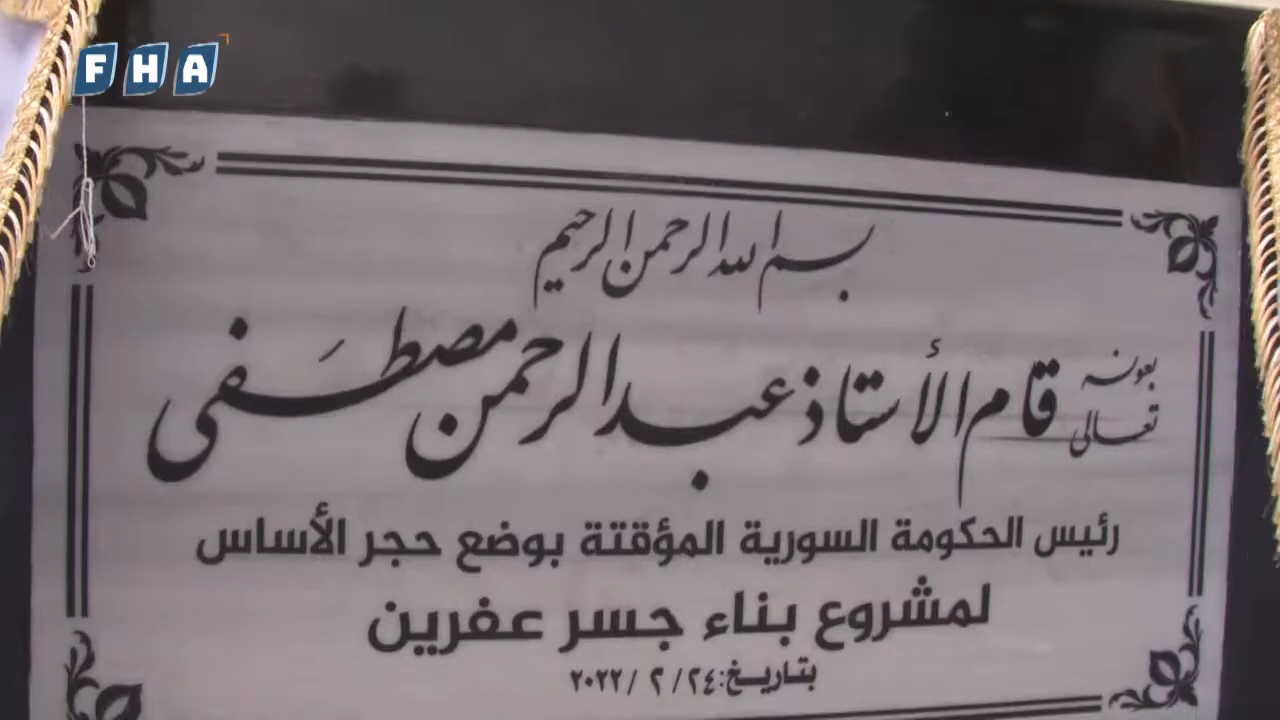 FHA
بسم الله الرحمن الرحيم
بعونه تعالى قام الأستاذ عبد الرحمن مصطفى
رئيس الحكومة السورية المؤقتة بوضع حجر الأساس
لمشروع بناء جسر عفرين
بتاريخ: ٢٤ / ٢ / ٢٠٢٢